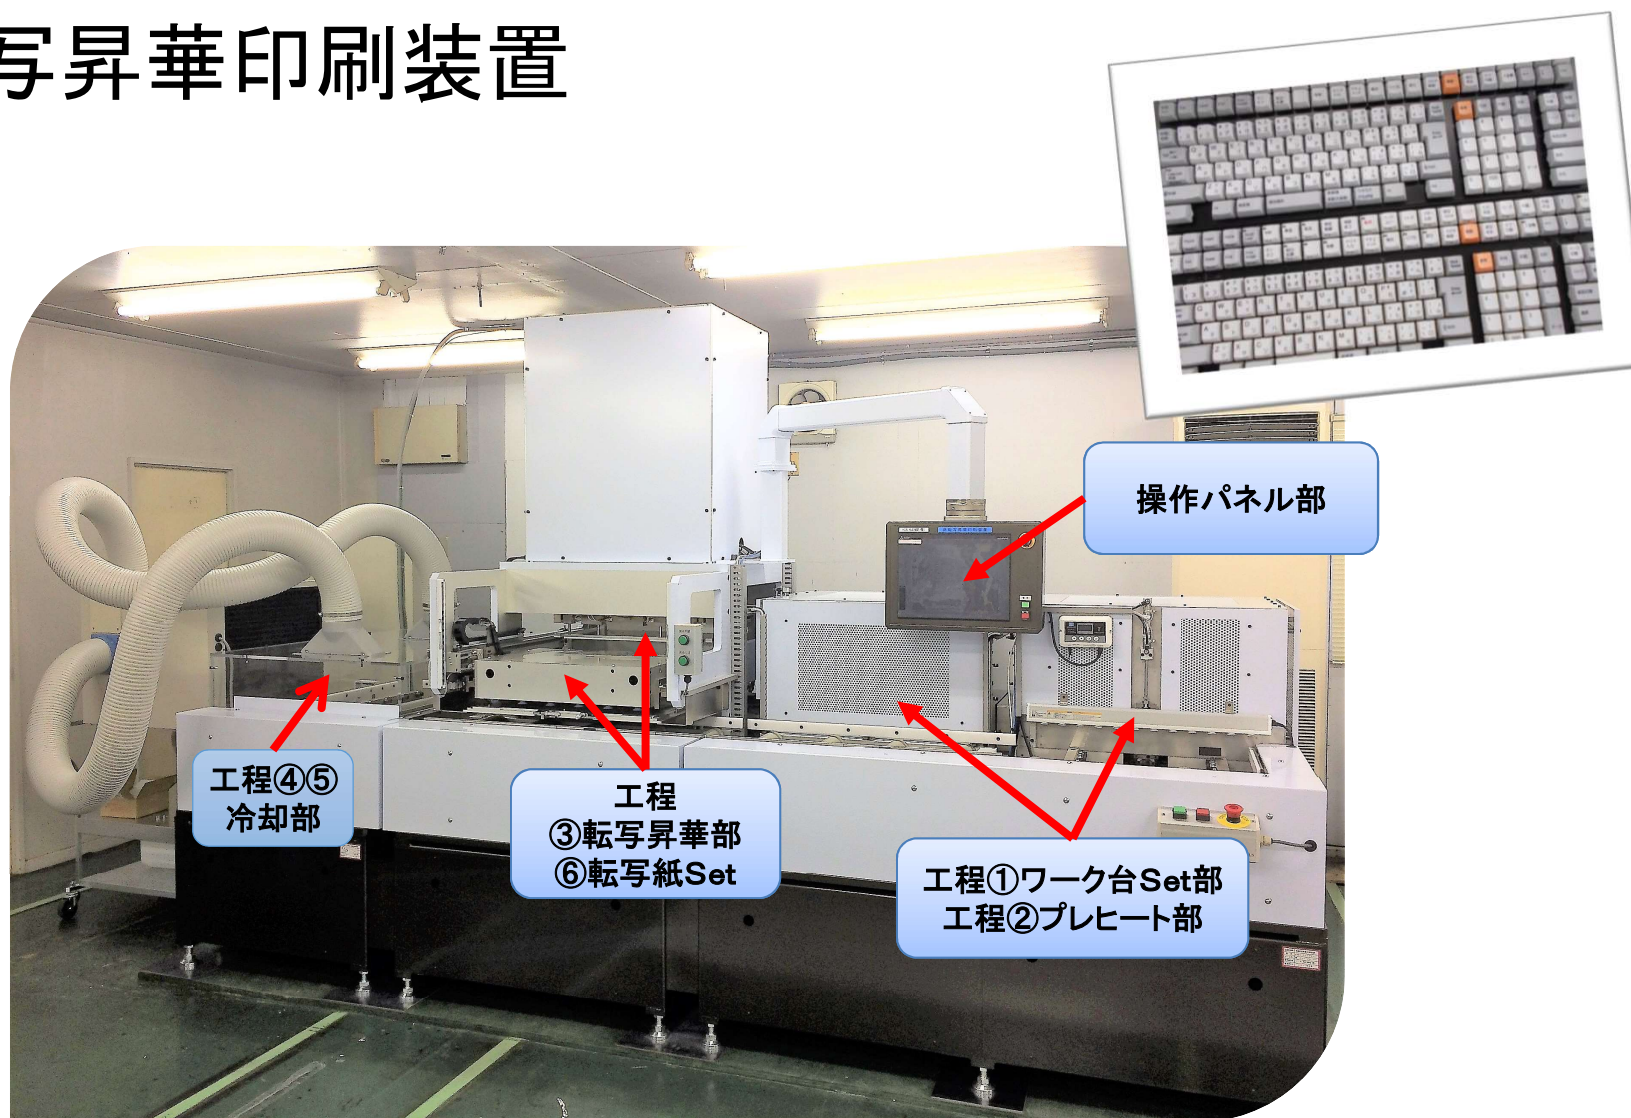 写昇華印刷装置
操作パネル部
工程④⑤
冷却部
工程
③転写昇華部
⑥転写紙Set
工程①ワーク台Set部
工程②プレヒート部